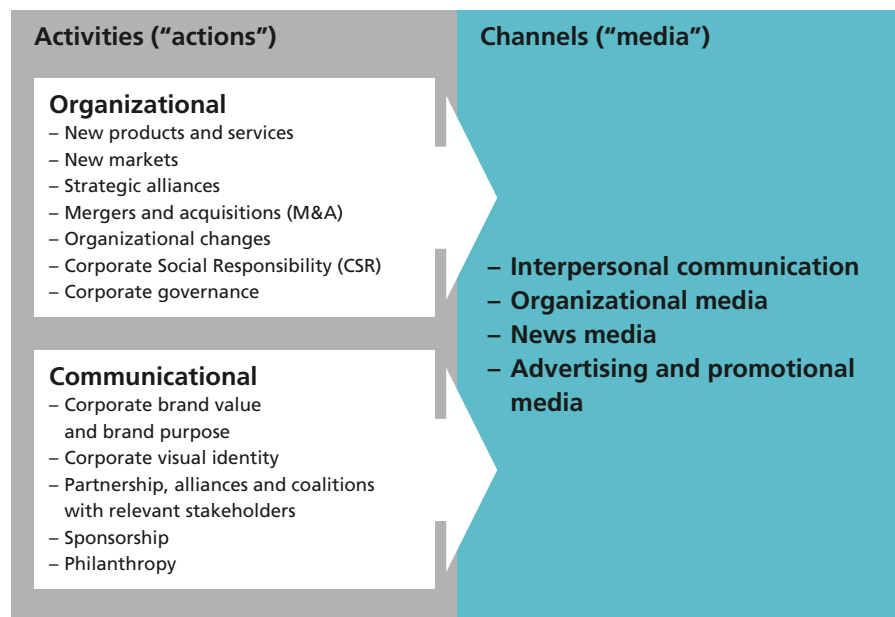 Activities (“actions”)
Organizational
– New products and services
– New markets
– Strategic alliances
– Mergers and acquisitions (M&A)
– Organizational changes
– Corporate Social Responsibility (CSR)
– Corporate governance
Communicational
– Corporate brand value
and brand purpose
– Corporate visual identity
– Partnership, alliances and coalitions
with relevant stakeholders
– Sponsorship
– Philanthropy
Channels (“media”)
– Interpersonal communication
– Organizational media
– News media
– Advertising and promotional
media